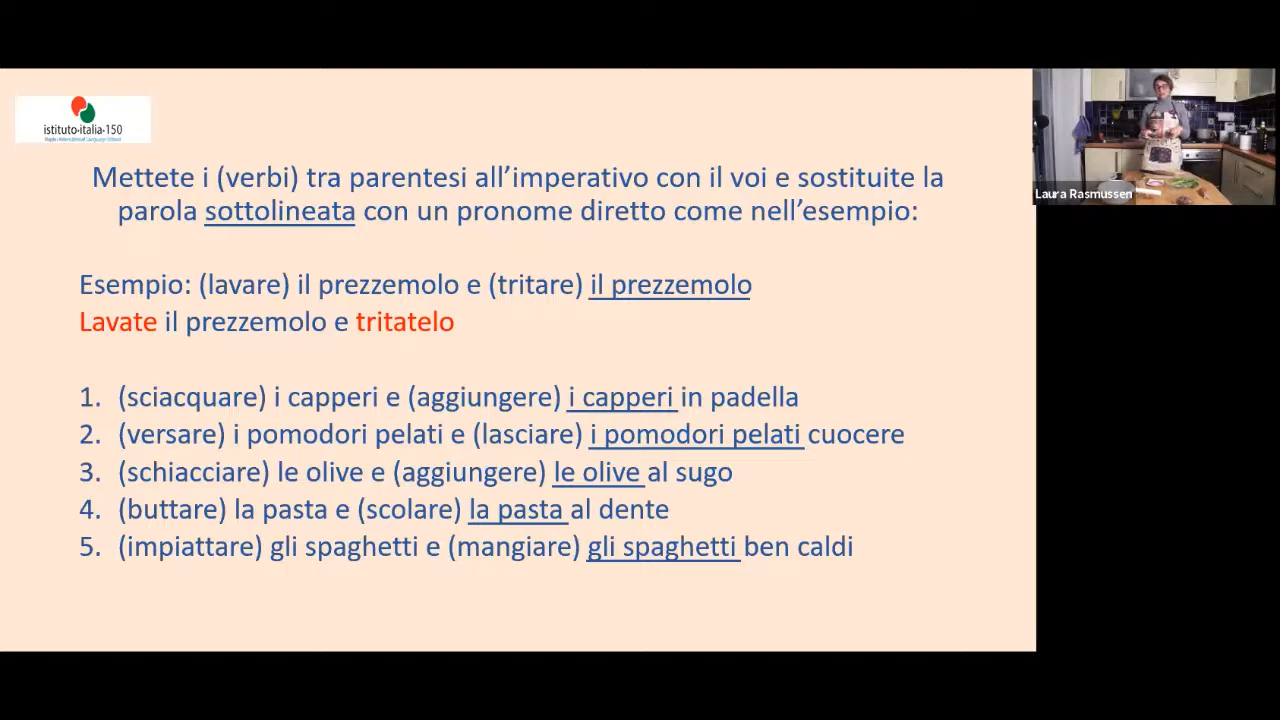 istituto-italia-150
Mettete i (verbi) tra parentesi all'imperativo con il voi e sostituite la
parola sottolineata con un pronome diretto come nell'esempio:
Esempio: (lavare) il prezzemolo e (tritare) il prezzemolo
Lavate il prezzemolo e tritatelo
1. (sciacquare) i capperi e (aggiungere) i capperi in padella
2. (versare) i pomodori pelati e (lasciare) i pomodori pelati cuocere
3. (schiacciare) le olive e (aggiungere) le olive al sugo
4. (buttare) la pasta e (scolare) la pasta al dente
5. (impiattare) gli spaghetti e (mangiare) gli spaghetti ben caldi
Laura Rasmussen